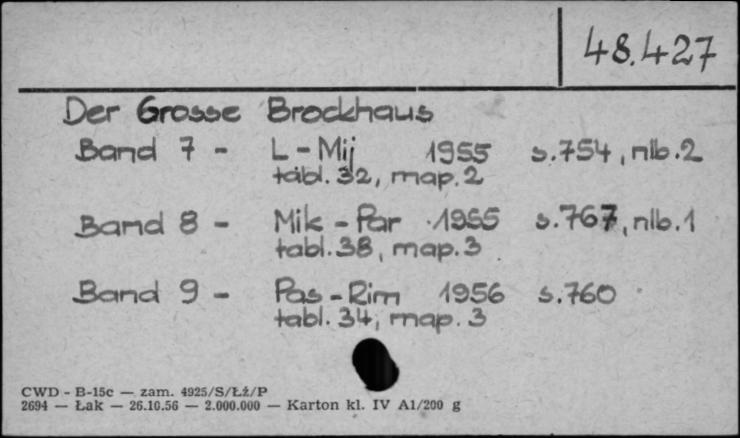 48.427
Der Grosse Brockhaus
Band 7 - L - Mij 1955 s.754, nlb.2
tabl. 32, map. 2
Band 8 - Mik - Par 1955 s.767, nlb.1
tabl. 38, map. 3
Band 9 - Pas - Rim 1956 s.760
tabl. 34, map. 3
CWD - B-15c — zam. 4925/S/Łż/P
2694 — Łak — 26.10.56 — 2.000.000 — Karton kl. IV A1/200 g